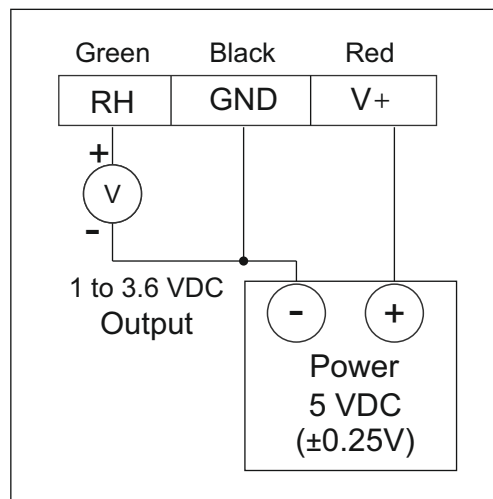 Green Black Red
RH GND V+
+
V
-
1 to 3.6 VDC
Output
- +
Power
5 VDC
(±0.25V)